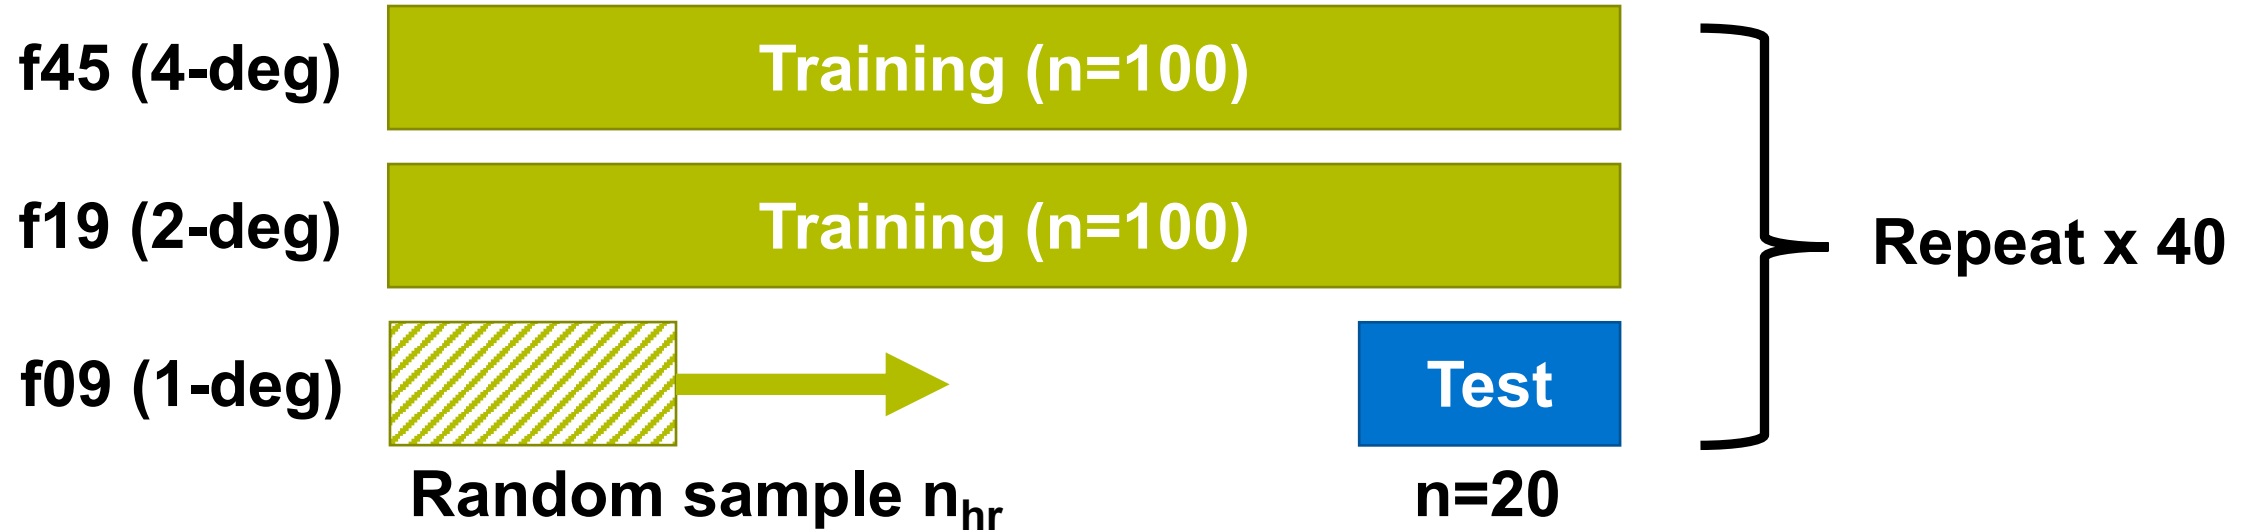 f45 (4-deg)
Training (n=100)
f19 (2-deg)
Training (n=100)
Repeat x 40
f09 (1-deg)
Test
Random sample nhr
n=20